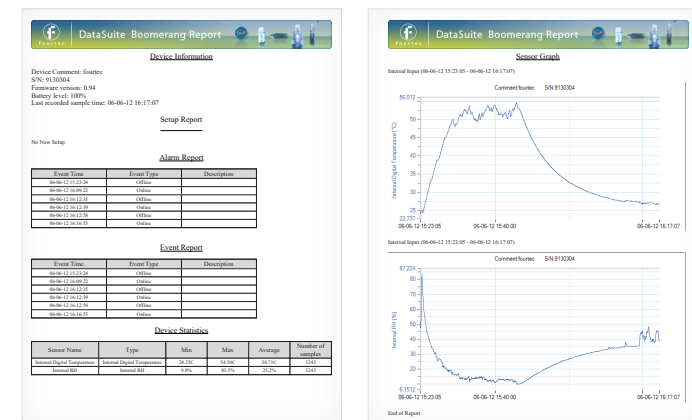 fourtec
DataSuite Boomerang Report
Device Information
Device Comment: fourtec
S/N: 9130304
Firmware version: 0.94
Battery level: 100%
Last recorded sample time: 06-06-12 16:17:07
Setup Report
No New Setup
Alarm Report
Event Time Event Type Description
06-06-12 15:23:24 Offline
06-06-12 16:09:22 Online
06-06-12 16:12:35 Offline
06-06-12 16:12:39 Online
06-06-12 16:12:58 Offline
06-06-12 16:16:55 Online
Event Report
Event Time Event Type Description
06-06-12 15:23:24 Offline
06-06-12 16:09:22 Online
06-06-12 16:12:35 Offline
06-06-12 16:12:39 Online
06-06-12 16:12:58 Offline
06-06-12 16:16:55 Online
Device Statistics
Sensor Name Type Min Max Average Number of samples
Internal Digital Temperature Internal Digital Temperature 54.50C 38.71C 3243
Internal RH Internal RH 9.8% 83.5% 25.2% 3243
fourtec
DataSuite Boomerang Report
Sensor Graph
Internal Input (06-06-12 15:23:05 - 06-06-12 16:17:07)
Comment:fourtec S/N:9130304
Internal Digital Temperature [°C]
56.012
50
45
40
35
30
25
22.737
06-06-12 15:23:05 06-06-12 15:40:00 06-06-12 16:17:07
Internal Input (06-06-12 15:23:05 - 06-06-12 16:17:07)
Comment:fourtec S/N:9130304
Internal RH [%]
87.224
80
70
60
50
40
30
20
6.1512
06-06-12 15:23:05 06-06-12 15:40:00 06-06-12 16:17:07
End of Report